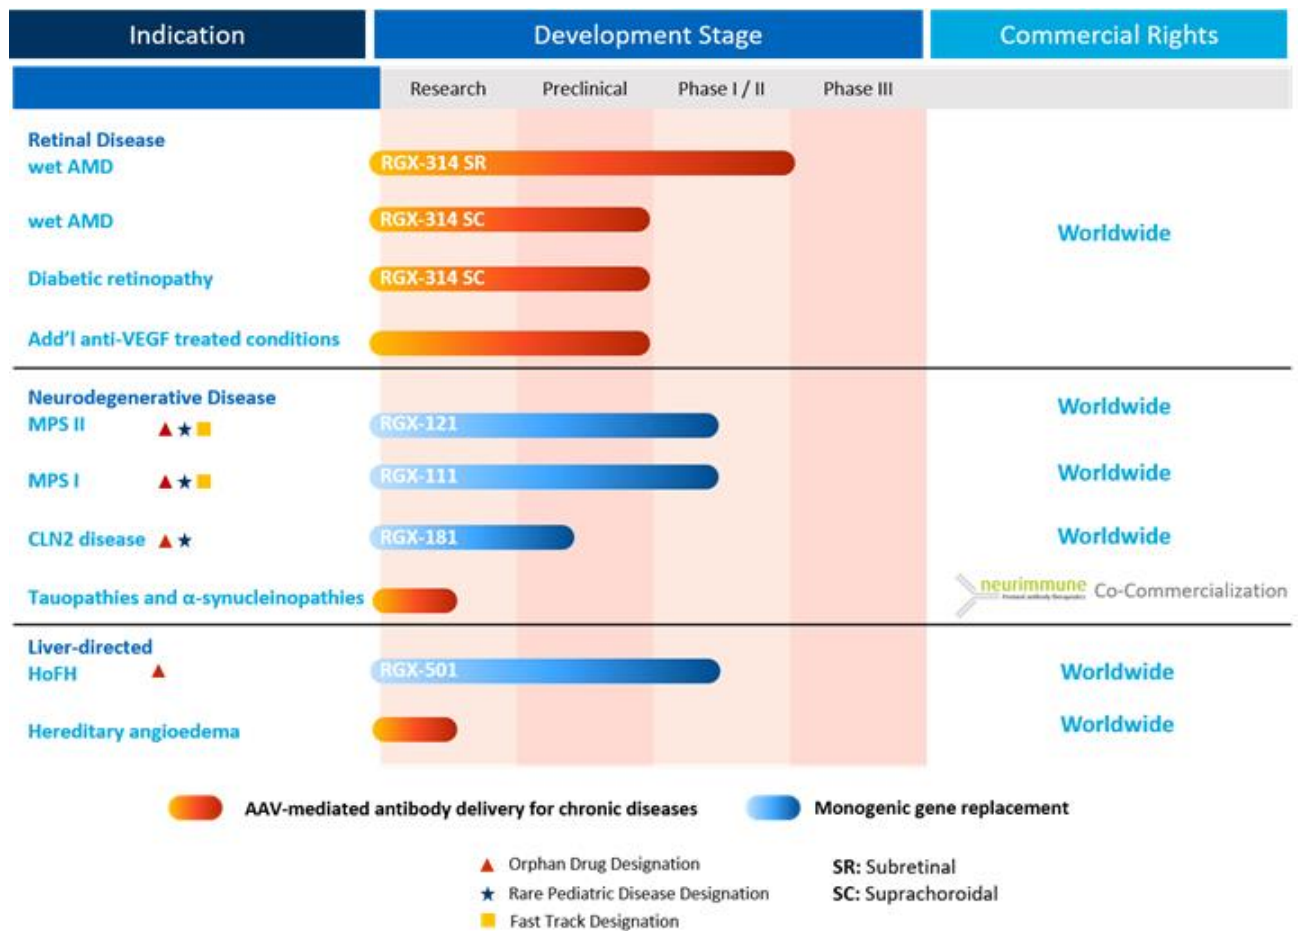 Indication Development Stage Commercial Rights
Research Preclinical Phase I / II Phase III
Retinal Disease
wet AMD RGX-314 SR
wet AMD RGX-314 SC
Worldwide
Diabetic retinopathy RGX-314 SC
Add'l anti-VEGF treated conditions
Neurodegenerative Disease
Worldwide
MPS II RGX-121
MPS I RGX-111 Worldwide
CLN2 disease RGX-181 Worldwide
Tauopathies and α-synucleinopathies neurimmune Co-Commercialization
Liver-directed
HoFH RGX-501 Worldwide
Hereditary angioedema Worldwide
AAV-mediated antibody delivery for chronic diseases Monogenic gene replacement
Orphan Drug Designation SR: Subretinal
Rare Pediatric Disease Designation SC: Suprachoroidal
Fast Track Designation